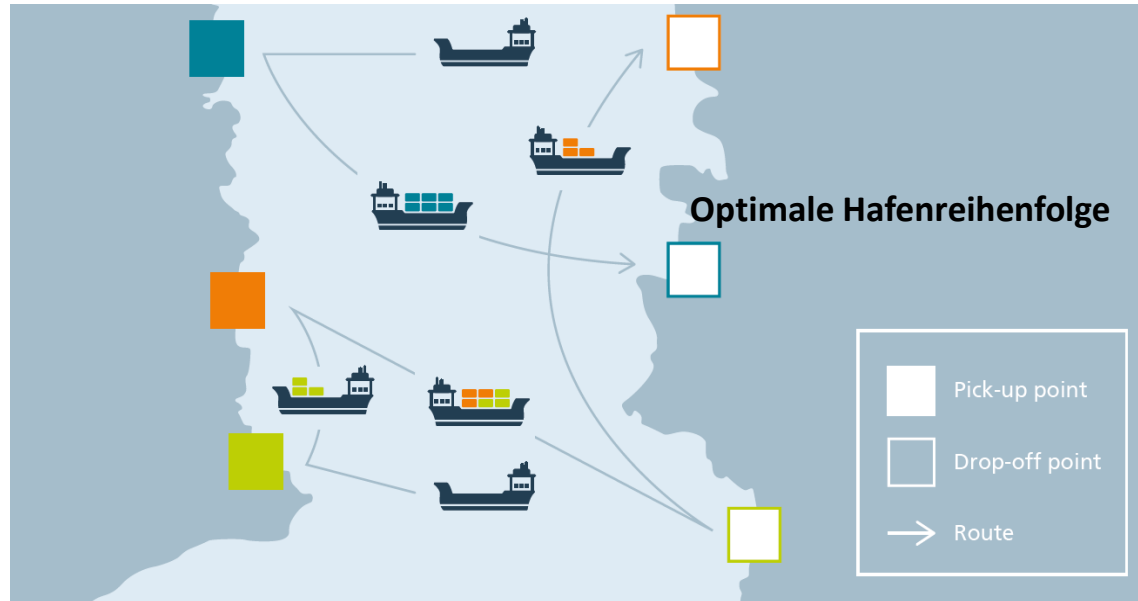 Optimale Hafenreihenfolge
Pick-up point
Drop-off point
Route